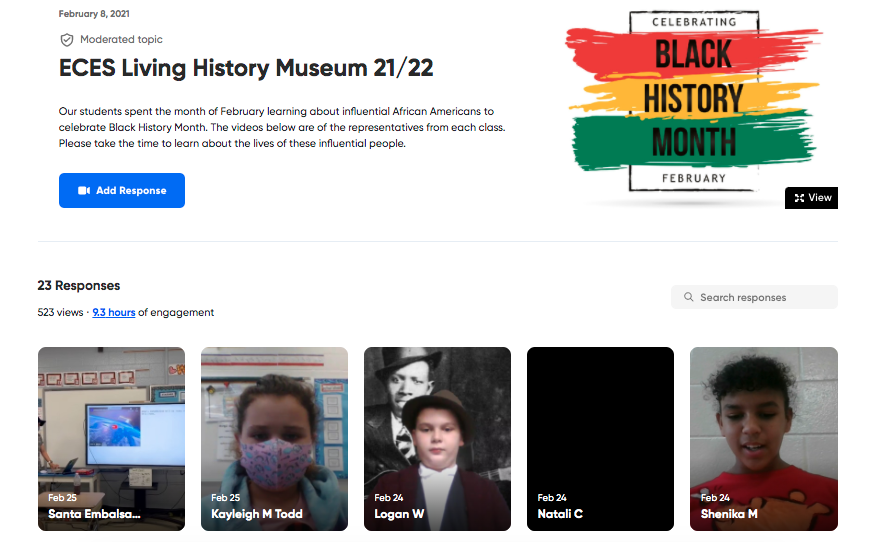 February 8, 2021
Moderated topic
ECES Living History Museum 21/22
Our students spent the month of February learning about influential African Americans to
celebrate Black History Month. The videos below are of the representatives from each class.
Please take the time to learn about the lives of these influential people.
Add Response
CELEBRATING
BLACK
HISTORY
MONTH
FEBRUARY
View
23 Responses
523 views · 9.3 hours of engagement
Search responses
Feb 25
Santa Embalsa...
Feb 25
Kayleigh M Todd
Feb 24
Logan W
Feb 24
Natali C
Feb 24
Shenika M